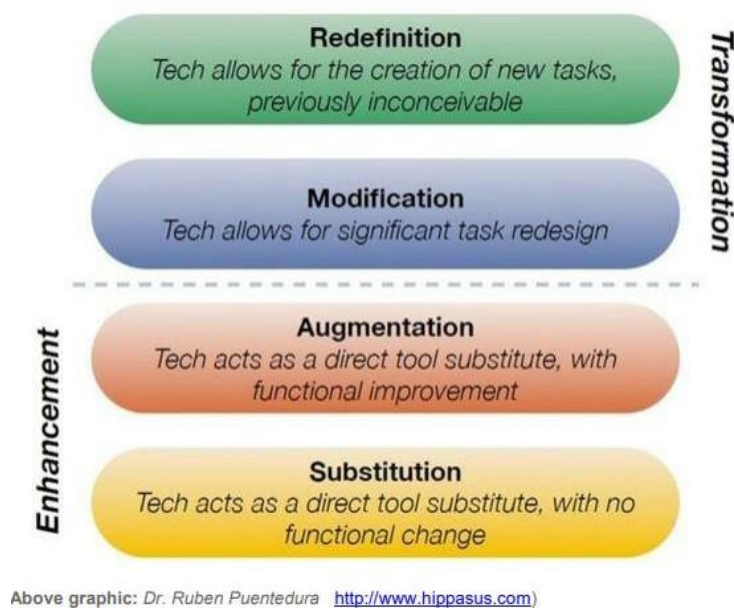 Redefinition
Tech allows for the creation of new tasks,
previously inconceivable
Transformation
Modification
Tech allows for significant task redesign
Augmentation
Tech acts as a direct tool substitute, with
functional improvement
Enhancement
Substitution
Tech acts as a direct tool substitute, with no
functional change
Above graphic: Dr. Ruben Puentedura http://www.hippasus.com)